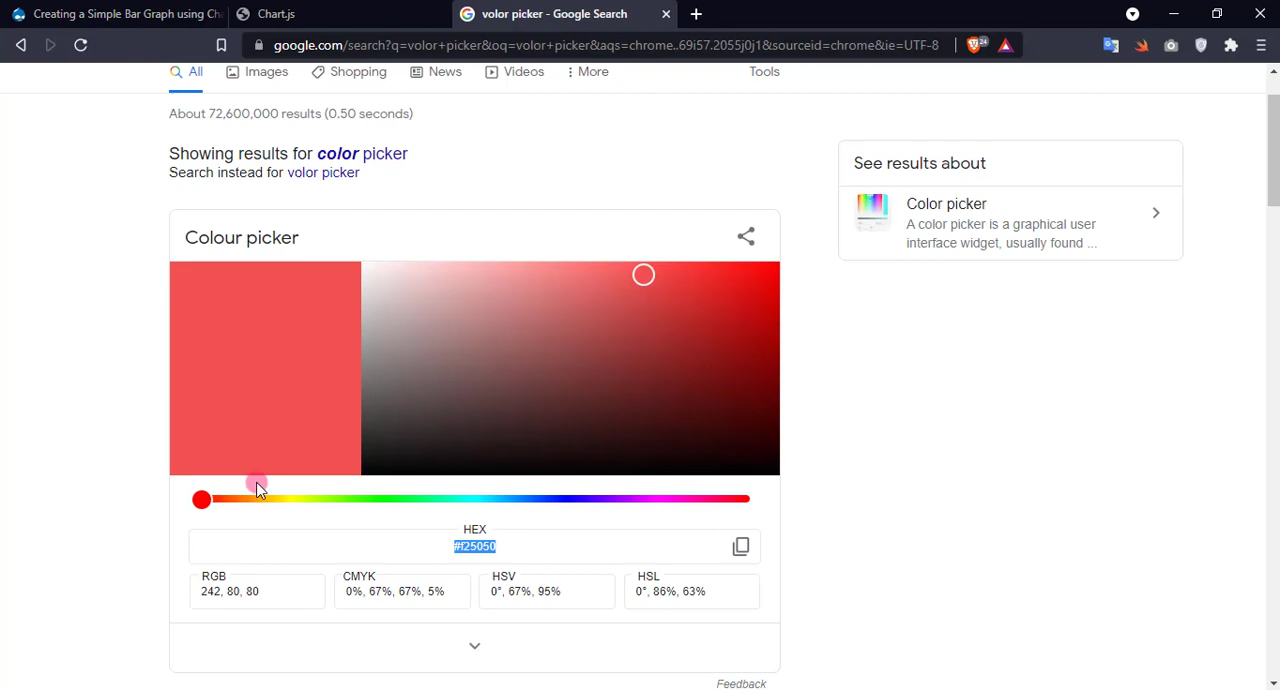 Creating a Simple Bar Graph using Cha
Chart.js
volor picker - Google Search
google.com/search?q=volor+picker&oq=volor+picker&aqs=chrome..69i57.2055j0j1&sourceid=chrome&ie=UTF-8
24
All Images Shopping News Videos More Tools
About 72,600,000 results (0.50 seconds)
Showing results for color picker
Search instead for volor picker
See results about
Color picker
A color picker is a graphical user
interface widget, usually found ...
Colour picker
HEX
#f25050
RGB CMYK HSV HSL
242, 80, 80 0%, 67%, 67%, 5% 0°, 67%, 95% 0°, 86%, 63%
Feedback